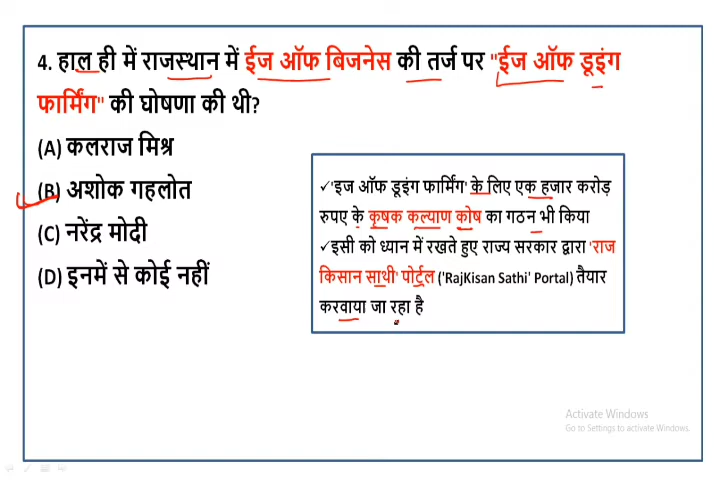 4. हाल ही में राजस्थान में ईज ऑफ बिजनेस की तर्ज पर "ईज ऑफ डूइंग
फार्मिंग" की घोषणा की थी?
(A) कलराज मिश्र
(B) अशोक गहलोत
(C) नरेंद्र मोदी
(D) इनमें से कोई नहीं
✓'इज ऑफ डूइंग फार्मिंग' के लिए एक हजार करोड़
रुपए के कृषक कल्याण कोष का गठन भी किया
✓इसी को ध्यान में रखते हुए राज्य सरकार द्वारा 'राज
किसान साथी' पोर्टल ('RajKisan Sathi' Portal) तैयार
करवाया जा रहा है
Activate Windows
Go to Settings to activate Windows.